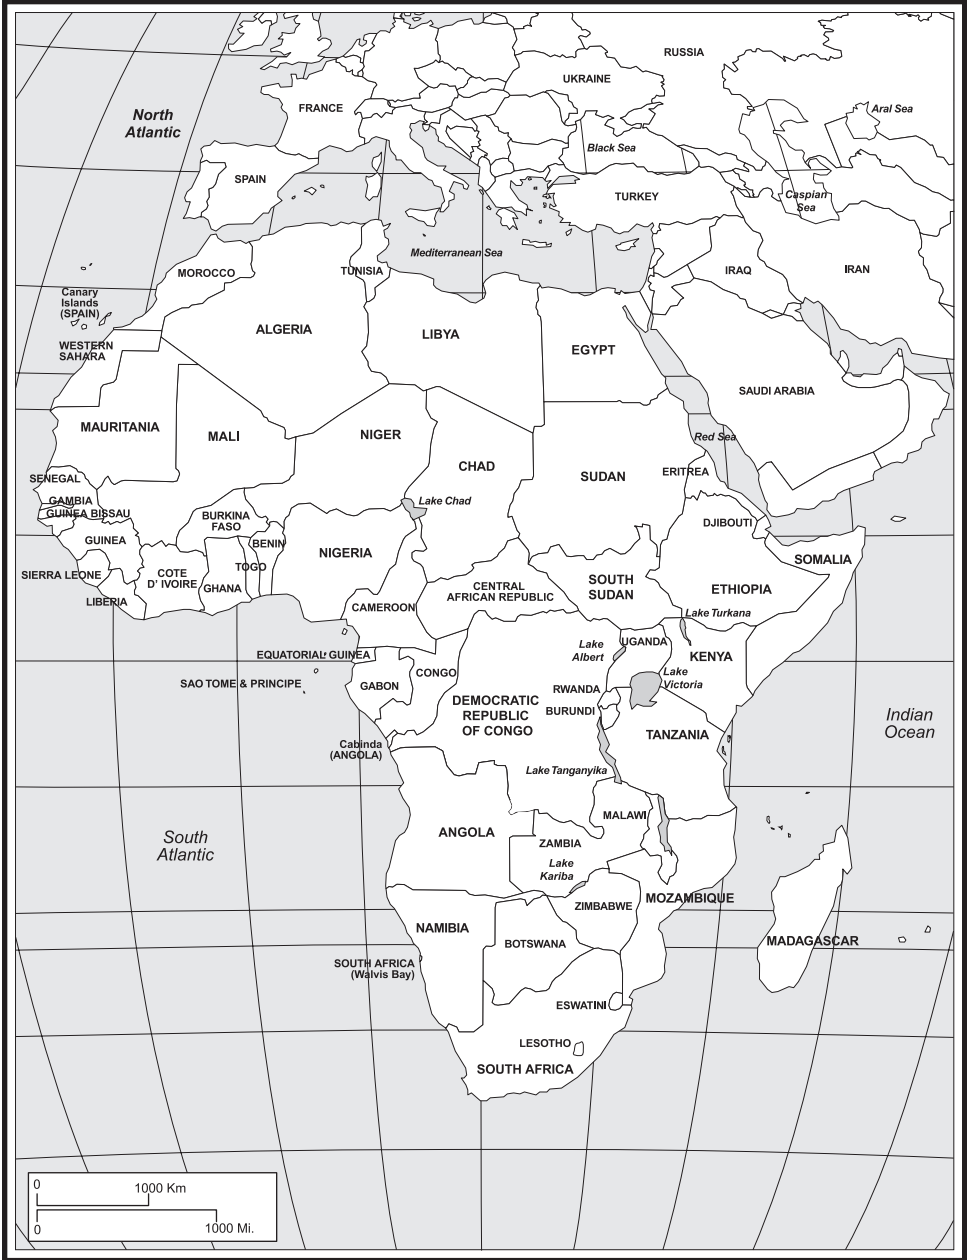 RUSSIA
UKRAINE
FRANCE
Aral Sea
North
Atlantic
Black Sea
SPAIN
TURKEY
Caspian
Sea
Mediterranean Sea
MOROCCO
TUNISIA
IRAQ
IRAN
Canary
Islands
(SPAIN)
ALGERIA
LIBYA
EGYPT
WESTERN
SAHARA
SAUDI ARABIA
MAURITANIA
MALI
NIGER
Red Sea
CHAD
SUDAN
ERITREA
SENEGAL
GAMBIA
Lake Chad
GUINEA BISSAU
BURKINA
FASO
DJIBOUTI
GUINEA
BENIN
NIGERIA
SOMALIA
TOGO
SIERRA LEONE
COTE
D' IVOIRE
GHANA
CENTRAL
AFRICAN REPUBLIC
SOUTH
SUDAN
ETHIOPIA
LIBERIA
CAMEROON
Lake Turkana
EQUATORIAL GUINEA
Lake
Albert
UGANDA
KENYA
SAO TOME & PRINCIPE
GABON
CONGO
Lake
Victoria
RWANDA
DEMOCRATIC
REPUBLIC
OF CONGO
BURUNDI
Indian
Ocean
TANZANIA
Cabinda
(ANGOLA)
Lake Tanganyika
MALAWI
ANGOLA
South
Atlantic
ZAMBIA
Lake
Kariba
MOZAMBIQUE
ZIMBABWE
NAMIBIA
BOTSWANA
MADAGASCAR
SOUTH AFRICA
(Walvis Bay)
ESWATINI
LESOTHO
SOUTH AFRICA
0
1000 Km
0
1000 Mi.